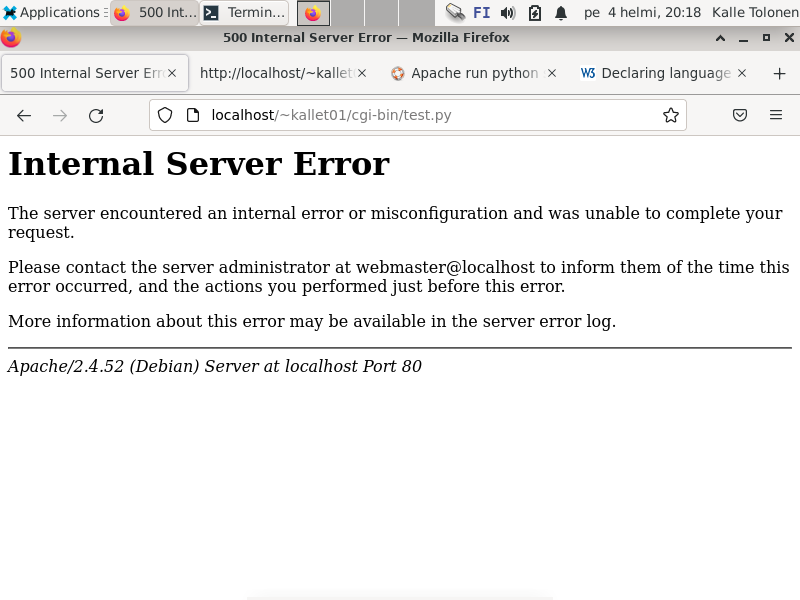 Applications 500 Int... Termin... FI pe 4 helmi, 20:18 Kalle Tolonen
500 Internal Server Error — Mozilla Firefox
500 Internal Server Err http://localhost/~kallet Apache run python W3 Declaring language
localhost/~kallet01/cgi-bin/test.py
Internal Server Error
The server encountered an internal error or misconfiguration and was unable to complete your
request.
Please contact the server administrator at webmaster@localhost to inform them of the time this
error occurred, and the actions you performed just before this error.
More information about this error may be available in the server error log.
Apache/2.4.52 (Debian) Server at localhost Port 80